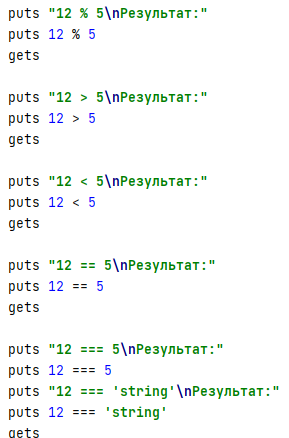 puts "12 % 5\nРезультат:"
puts 12 % 5
gets

puts "12 > 5\nРезультат:"
puts 12 > 5
gets

puts "12 < 5\nРезультат:"
puts 12 < 5
gets

puts "12 == 5\nРезультат:"
puts 12 == 5
gets

puts "12 === 5\nРезультат:"
puts 12 === 5
puts "12 === 'string'\nРезультат:"
puts 12 === 'string'
gets